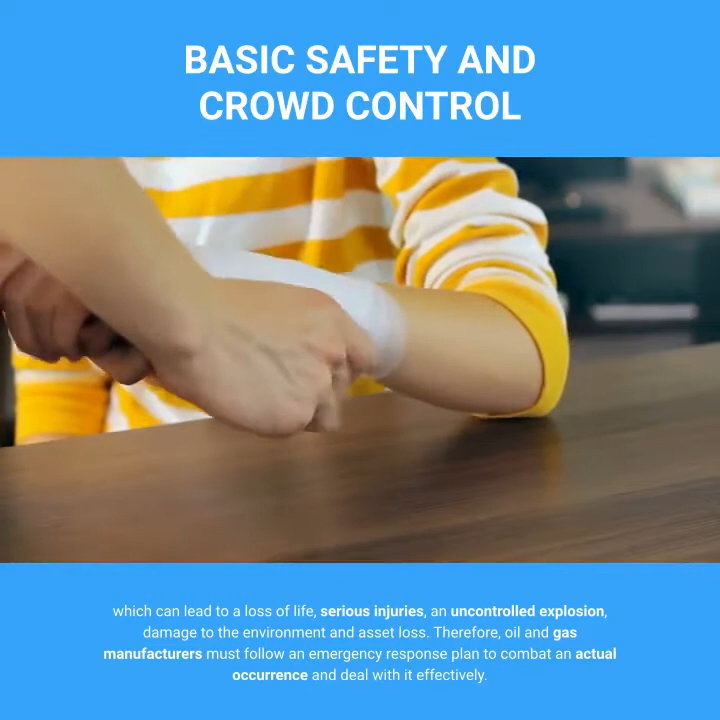 BASIC SAFETY AND
CROWD CONTROL
which can lead to a loss of life, serious injuries, an uncontrolled explosion,
damage to the environment and asset loss. Therefore, oil and gas
manufacturers must follow an emergency response plan to combat an actual
occurrence and deal with it effectively.